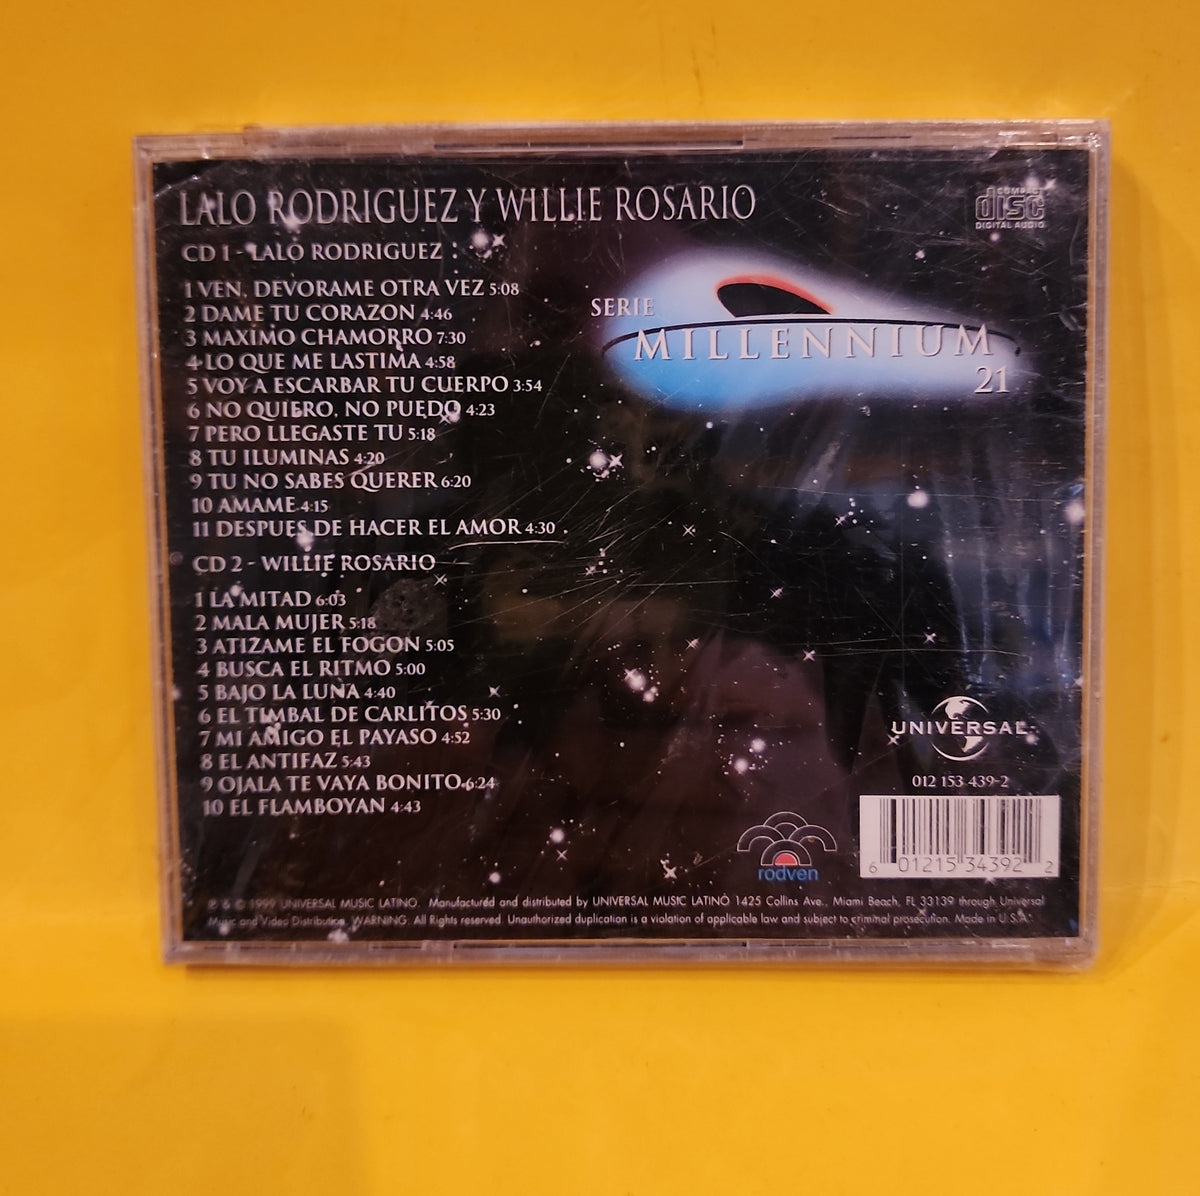 LALO RODRIGUEZ Y WILLIE ROSARIO
COMPACT
disc
DIGITAL AUDIO
CD 1 - LALO RODRIGUEZ
1 VEN, DEVORAME OTRA VEZ 5:08
2 DAME TU CORAZON 4:46
3 MAXIMO CHAMORRO 7:30
4 LO QUE ME LASTIMA 4:58
5 VOY A ESCARBAR TU CUERPO 3:54
6 NO QUIERO, NO PUEDO 4:23
7 PERO LLEGASTE TU 5:18
8 TU ILUMINAS 4:20
9 TU NO SABES QUERER 6:20
10 AMAME 4:15
11 DESPUES DE HACER EL AMOR 4:30
SERIE
MILLENNIUM
21
CD 2 - WILLIE ROSARIO
1 LA MITAD 6:03
2 MALA MUJER 5:18
3 ATIZAME EL FOGON 5:05
4 BUSCA EL RITMO 5:00
5 BAJO LA LUNA 4:40
6 EL TIMBAL DE CARLITOS 5:30
7 MI AMIGO EL PAYASO 4:52
8 EL ANTIFAZ 5:43
9 OJALA TE VAYA BONITO 6:24
10 EL FLAMBOYAN 4:43
UNIVERSAL
012 153 439-2
6 01215 34392 2
rodven
℗ & © 1999 UNIVERSAL MUSIC LATINO. Manufactured and distributed by UNIVERSAL MUSIC LATINO 1425 Collins Ave., Miami Beach, FL 33139 through Universal
Music and Video Distribution. WARNING: All Rights reserved. Unauthorized duplication is a violation of applicable law and subject to criminal prosecution. Made in U.S.A.